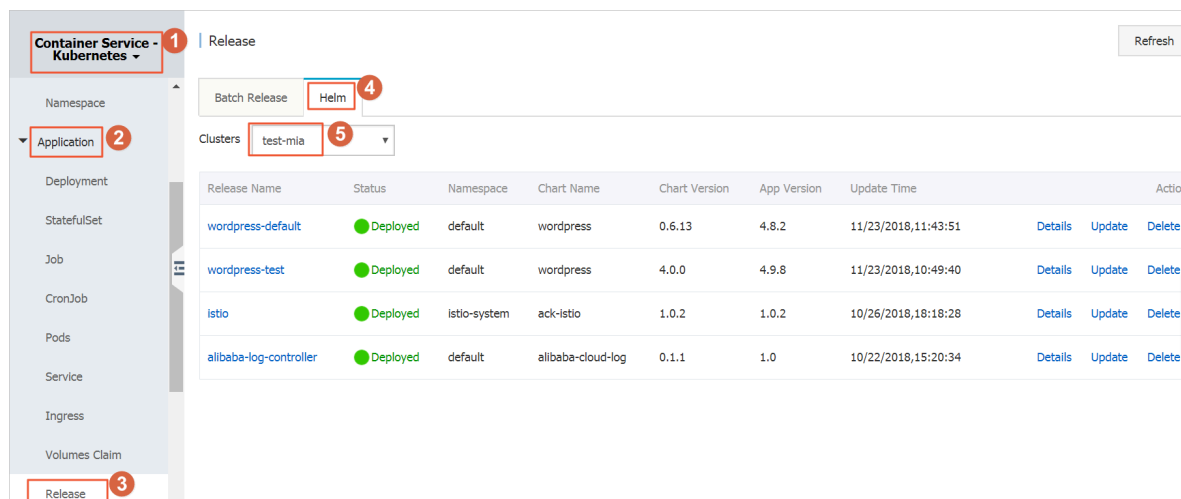 Container Service -
Kubernetes
1
Release
Refresh
Namespace
Application
2
Deployment
StatefulSet
Job
CronJob
Pods
Service
Ingress
Volumes Claim
Release
3
Batch Release
Helm
4
Clusters
test-mia
5
Release Name Status Namespace Chart Name Chart Version App Version Update Time Actio
wordpress-default Deployed default wordpress 0.6.13 4.8.2 11/23/2018,11:43:51 Details Update Delete
wordpress-test Deployed default wordpress 4.0.0 4.9.8 11/23/2018,10:49:40 Details Update Delete
istio Deployed istio-system ack-istio 1.0.2 1.0.2 10/26/2018,18:18:28 Details Update Delete
alibaba-log-controller Deployed default alibaba-cloud-log 0.1.1 1.0 10/22/2018,15:20:34 Details Update Delete